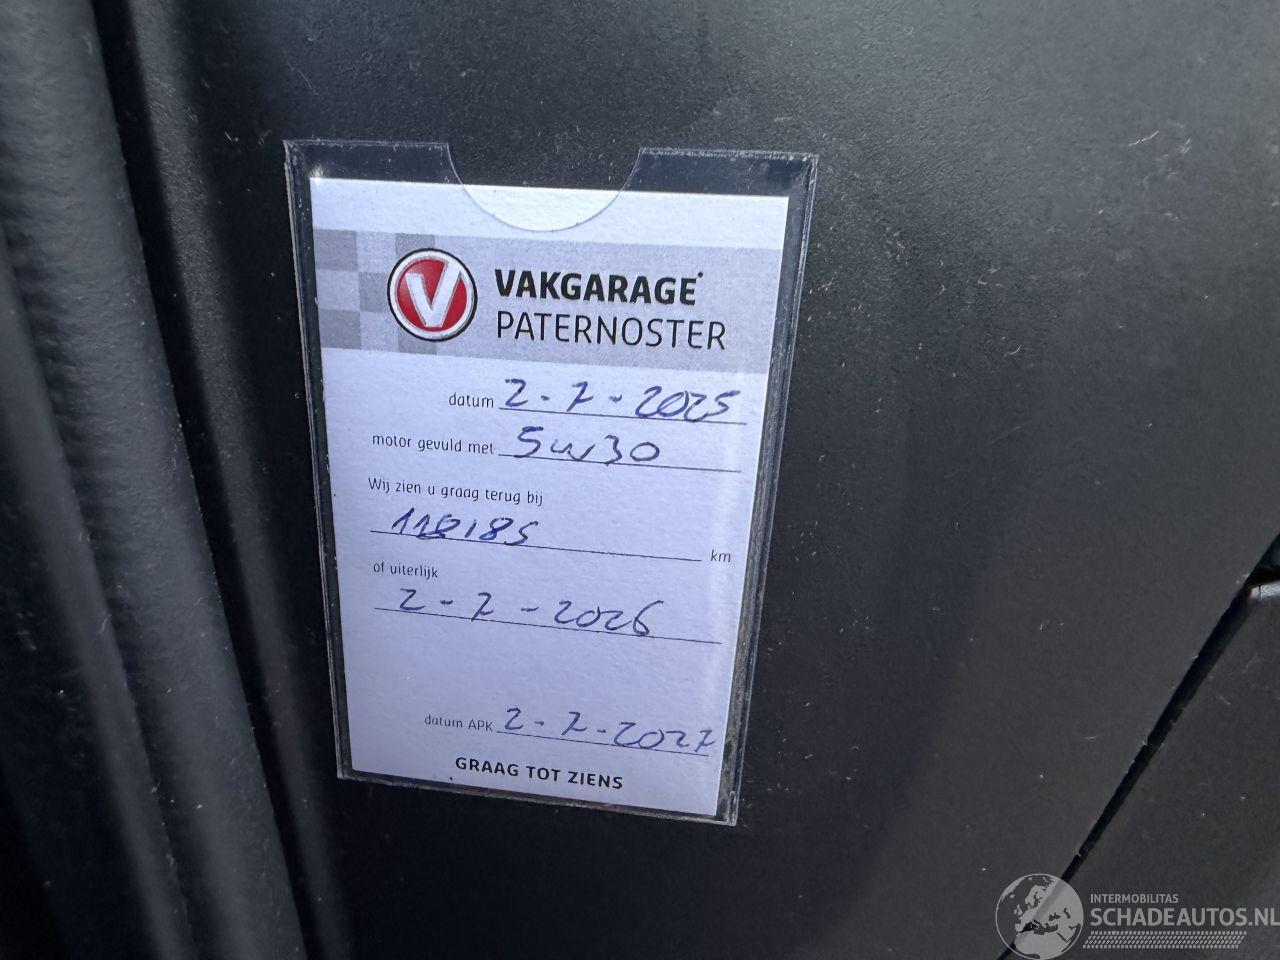 V
VAKGARAGE
PATERNOSTER
datum 2-7-2025
motor gevuld met 5w30
Wij zien u graag terug bij
118185 km
of uiterlijk
2-7-2026
datum APK 2-7-2027
GRAAG TOT ZIENS
INTERMOBILITAS
SCHADEAUTOS.NL